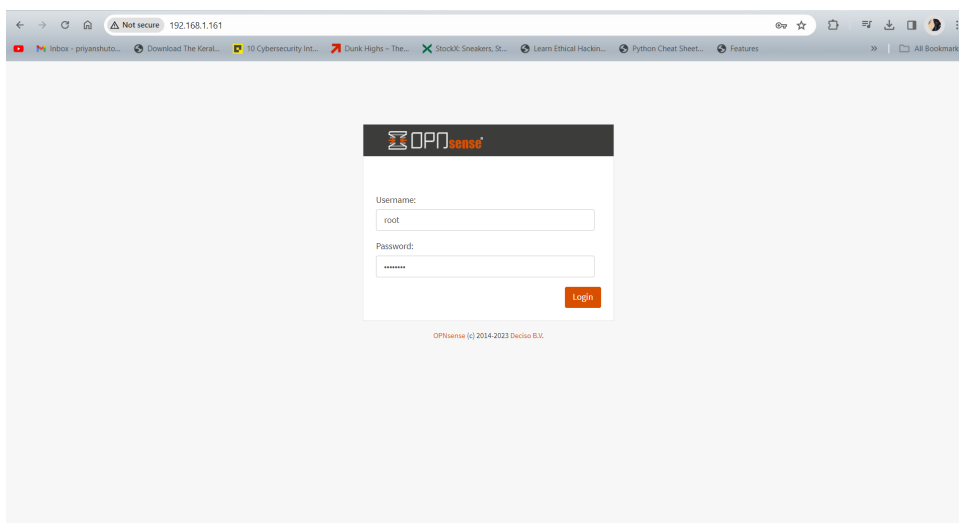 Not secure 192.168.1.161
Inbox - priyanshuto... Download The Keral... 10 Cybersecurity Int... Dunk Highs – The... StockX: Sneakers, St... Learn Ethical Hackin... Python Cheat Sheet... Features » All Bookmark
OPNsense
Username:
root
Password:
••••••••
Login
OPNsense (c) 2014-2023 Deciso B.V.